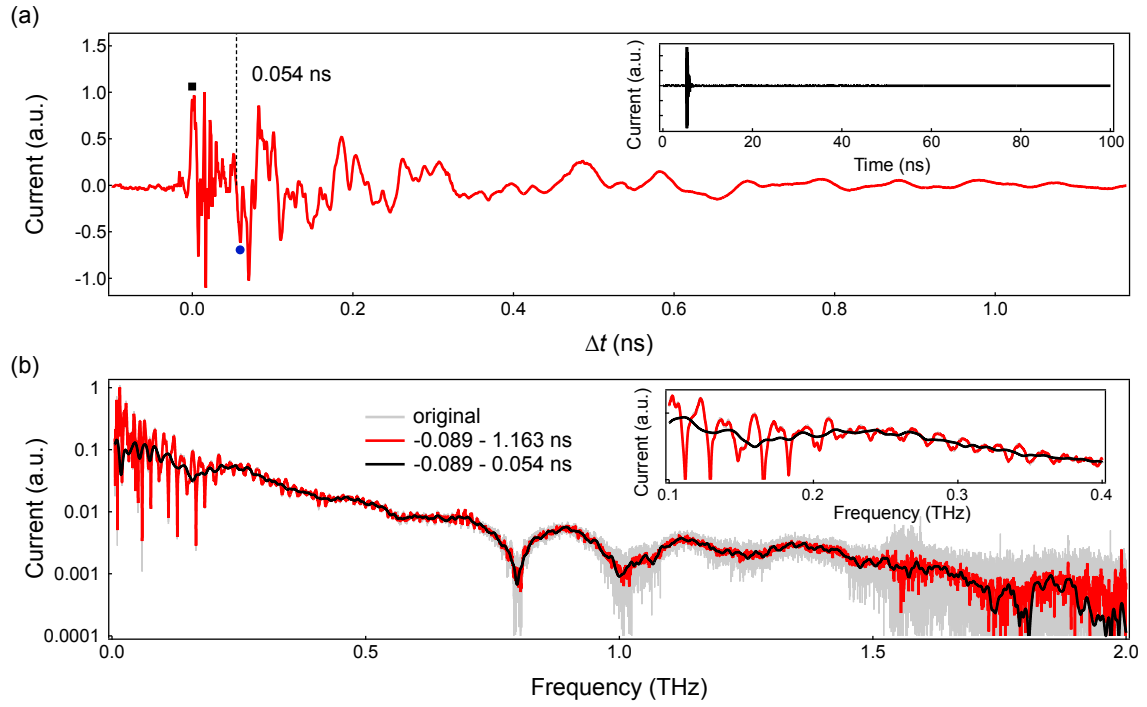 (a)
1.5
1.0
0.5
0.0
-0.5
-1.0
Current (a.u.)
0.054 ns
Current (a.u.)
0 20 40 60 80 100
Time (ns)
0.0 0.2 0.4 0.6 0.8 1.0
Δt (ns)
(b)
1
0.1
0.01
0.001
0.0001
Current (a.u.)
original
-0.089 - 1.163 ns
-0.089 - 0.054 ns
Current (a.u.)
0.1 0.2 0.3 0.4
Frequency (THz)
0.0 0.5 1.0 1.5 2.0
Frequency (THz)